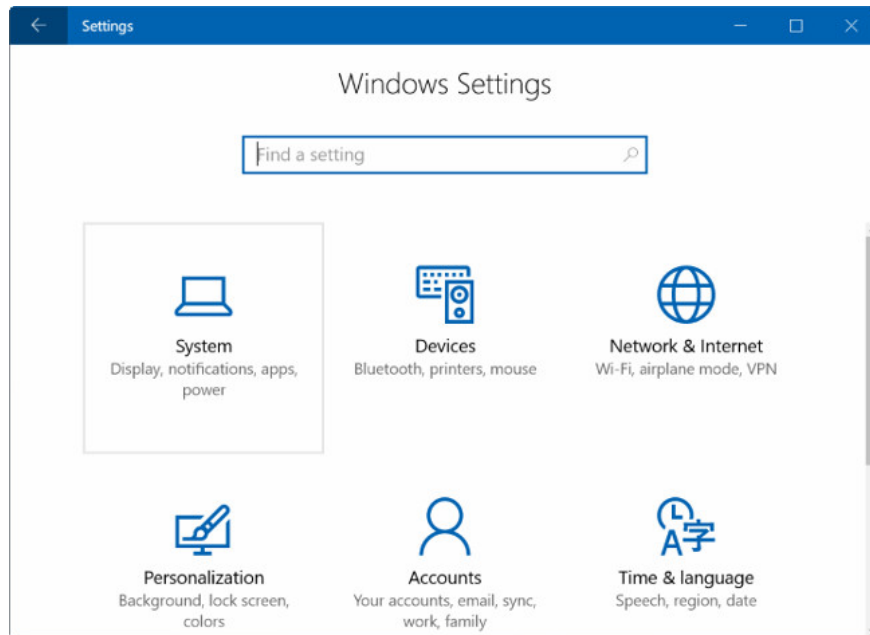 Settings
Windows Settings
Find a setting
System
Display, notifications, apps,
power
Devices
Bluetooth, printers, mouse
Network & Internet
Wi-Fi, airplane mode, VPN
Personalization
Background, lock screen,
colors
Accounts
Your accounts, email, sync,
work, family
Time & language
Speech, region, date